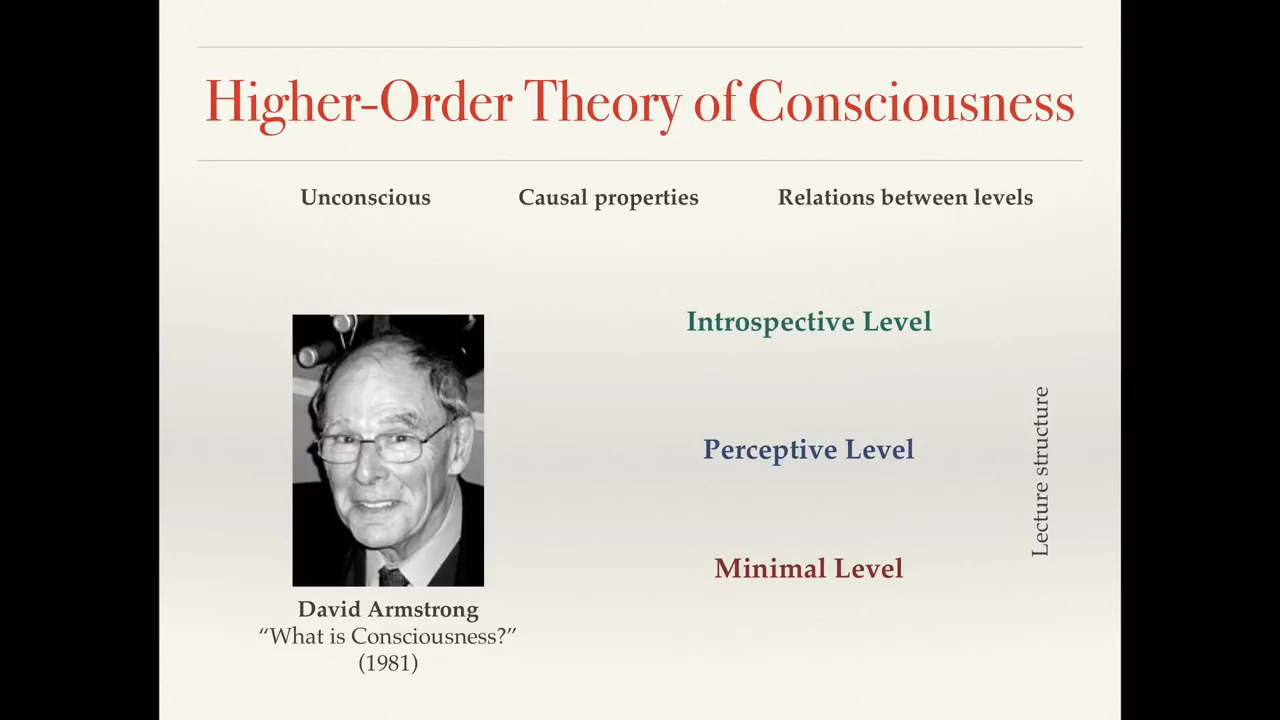 Higher-Order Theory of Consciousness
Unconscious
Causal properties
Relations between levels
Introspective Level
Perceptive Level
Minimal Level
Lecture structure
David Armstrong
“What is Consciousness?”
(1981)